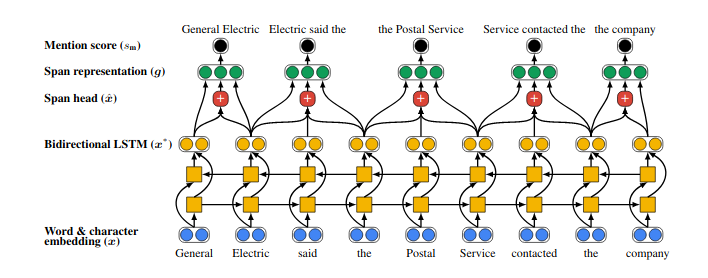 General Electric Electric said the the Postal Service Service contacted the the company
Mention score (sₘ)
Span representation (g)
Span head (x̂)
+ + + + +
Bidirectional LSTM (x*)
Word & character
embedding (x)
General Electric said the Postal Service contacted the company